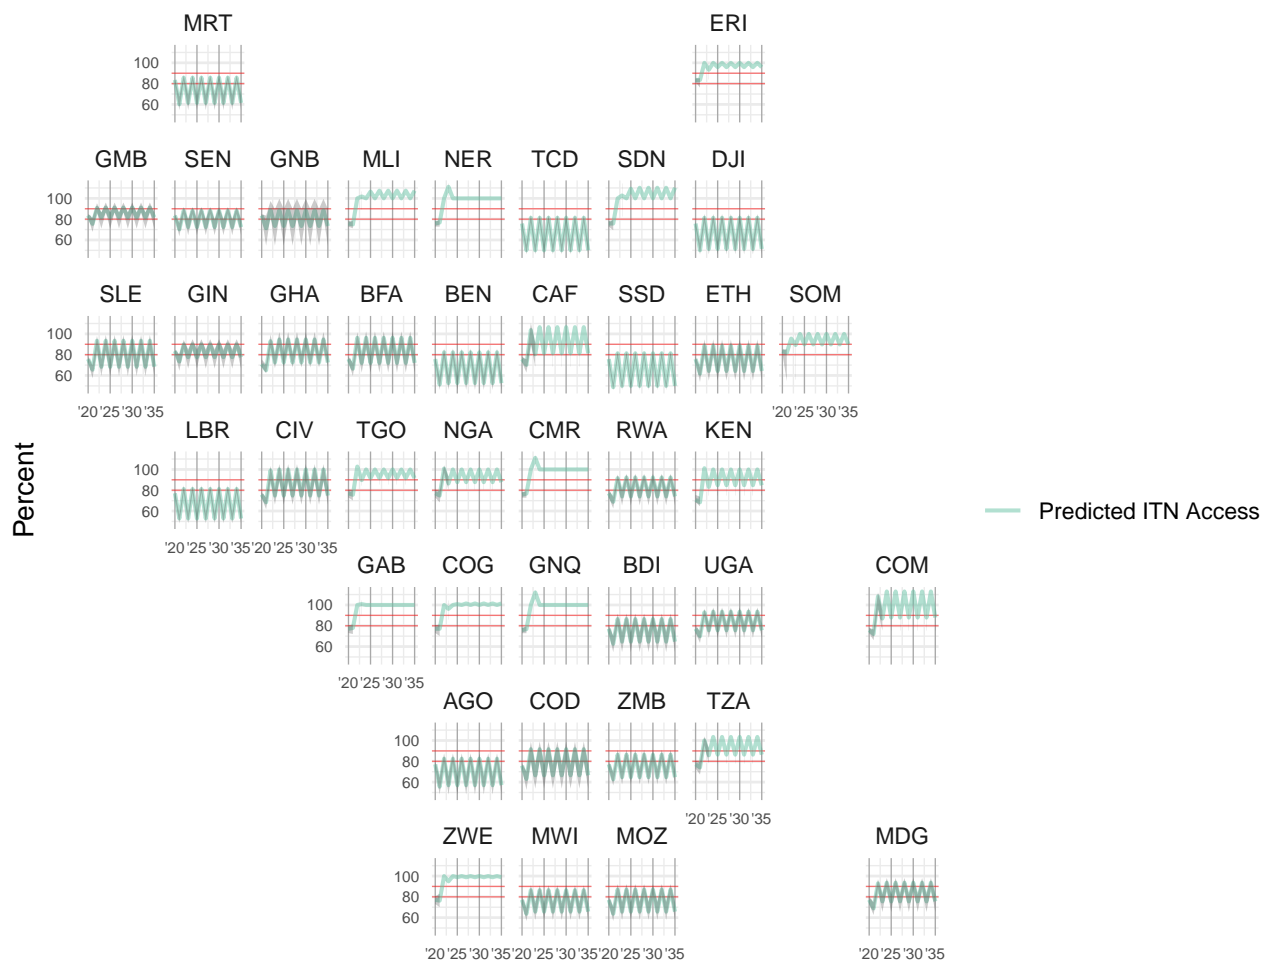 MRT ERI
100
80
60
GMB SEN GNB MLI NER TCD SDN DJI
100
80
60
SLE GIN GHA BFA BEN CAF SSD ETH SOM
100
80
60
'20 '25 '30 '35 '20 '25 '30 '35
LBR CIV TGO NGA CMR RWA KEN
100
80
60
Percent
Predicted ITN Access
'20 '25 '30 '35 '20 '25 '30 '35
GAB COG GNQ BDI UGA COM
100
80
60
'20 '25 '30 '35
AGO COD ZMB TZA
100
80
60
'20 '25 '30 '35
ZWE MWI MOZ MDG
100
80
60
'20 '25 '30 '35 '20 '25 '30 '35 '20 '25 '30 '35 '20 '25 '30 '35